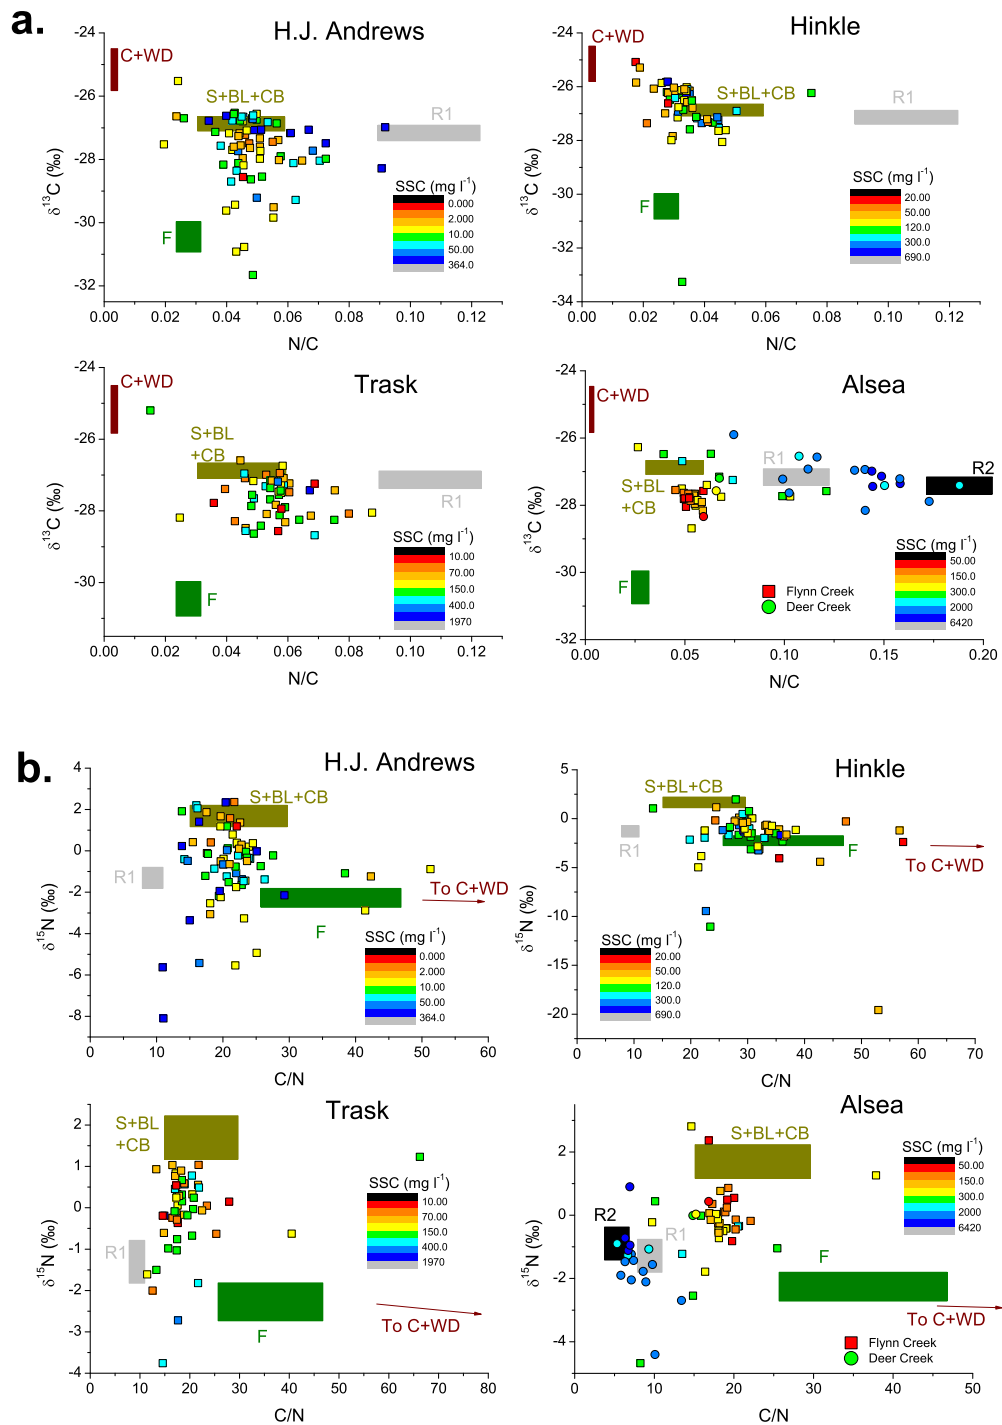 a.
H.J. Andrews
-24
-26
-28
-30
-32
δ13C (‰)
C+WD
S+BL+CB
R1
F
SSC (mg l-1)
0.000
2.000
10.00
50.00
364.0
0.00 0.02 0.04 0.06 0.08 0.10 0.12
N/C
Hinkle
-24
-26
-28
-30
-32
-34
δ13C (‰)
C+WD
S+BL+CB
R1
F
SSC (mg l-1)
20.00
50.00
120.0
300.0
690.0
0.00 0.02 0.04 0.06 0.08 0.10 0.12
N/C
Trask
-24
-26
-28
-30
δ13C (‰)
C+WD
S+BL
+CB
R1
F
SSC (mg l-1)
10.00
70.00
150.0
400.0
1970
0.00 0.02 0.04 0.06 0.08 0.10 0.12
N/C
Alsea
-24
-26
-28
-30
-32
δ13C (‰)
C+WD
S+BL
+CB
R1
R2
F
SSC (mg l-1)
50.00
150.0
300.0
2000
6420
Flynn Creek
Deer Creek
0.00 0.05 0.10 0.15 0.20
N/C
b.
H.J. Andrews
4
2
0
-2
-4
-6
-8
δ15N (‰)
S+BL+CB
R1
F
To C+WD
SSC (mg l-1)
0.000
2.000
10.00
50.00
364.0
0 10 20 30 40 50 60
C/N
Hinkle
5
0
-5
-10
-15
-20
δ15N (‰)
S+BL+CB
R1
F
To C+WD
SSC (mg l-1)
20.00
50.00
120.0
300.0
690.0
0 10 20 30 40 50 60 70
C/N
Trask
2
1
0
-1
-2
-3
-4
δ15N (‰)
S+BL
+CB
R1
F
To C+WD
SSC (mg l-1)
10.00
70.00
150.0
400.0
1970
0 10 20 30 40 50 60 70 80
C/N
Alsea
2
0
-2
-4
δ15N (‰)
S+BL+CB
R2
R1
F
To C+WD
SSC (mg l-1)
50.00
150.0
300.0
2000
6420
Flynn Creek
Deer Creek
0 10 20 30 40 50
C/N